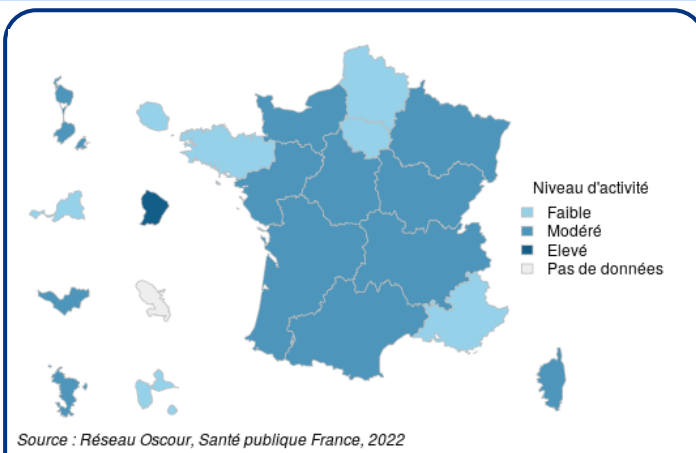 Niveau d'activité
Faible
Modéré
Elevé
Pas de données
Source : Réseau Oscour, Santé publique France, 2022